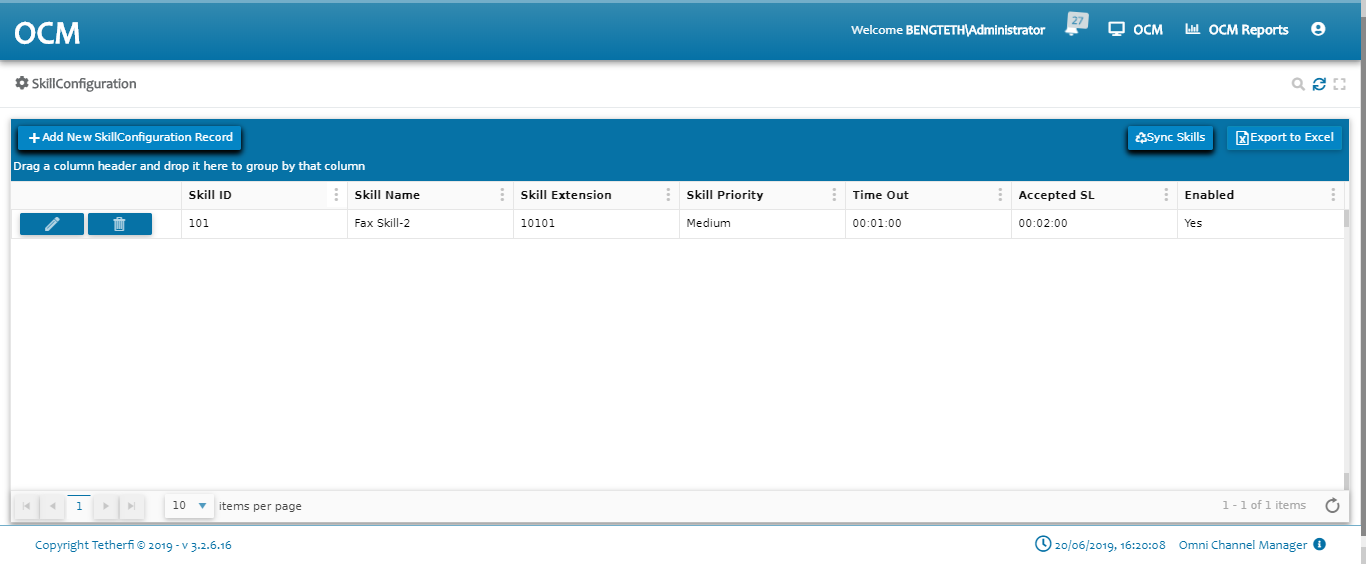 OCM
Welcome BENGTETH\Administrator
27
OCM
OCM Reports
SkillConfiguration
Add New SkillConfiguration Record
Sync Skills
Export to Excel
Drag a column header and drop it here to group by that column
Skill ID Skill Name Skill Extension Skill Priority Time Out Accepted SL Enabled
101 Fax Skill-2 10101 Medium 00:01:00 00:02:00 Yes
1 10 items per page 1 - 1 of 1 items
Copyright Tetherfi © 2019 - v 3.2.6.16 20/06/2019, 16:20:08 Omni Channel Manager